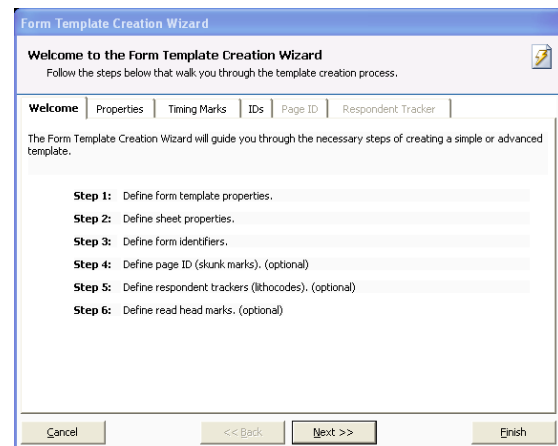 Form Template Creation Wizard
Welcome to the Form Template Creation Wizard
Follow the steps below that walk you through the template creation process.
Welcome Properties Timing Marks IDs Page ID Respondent Tracker
The Form Template Creation Wizard will guide you through the necessary steps of creating a simple or advanced
template.
Step 1: Define form template properties.
Step 2: Define sheet properties.
Step 3: Define form identifiers.
Step 4: Define page ID (skunk marks). (optional)
Step 5: Define respondent trackers (lithocodes). (optional)
Step 6: Define read head marks. (optional)
Cancel << Back Next >> Finish